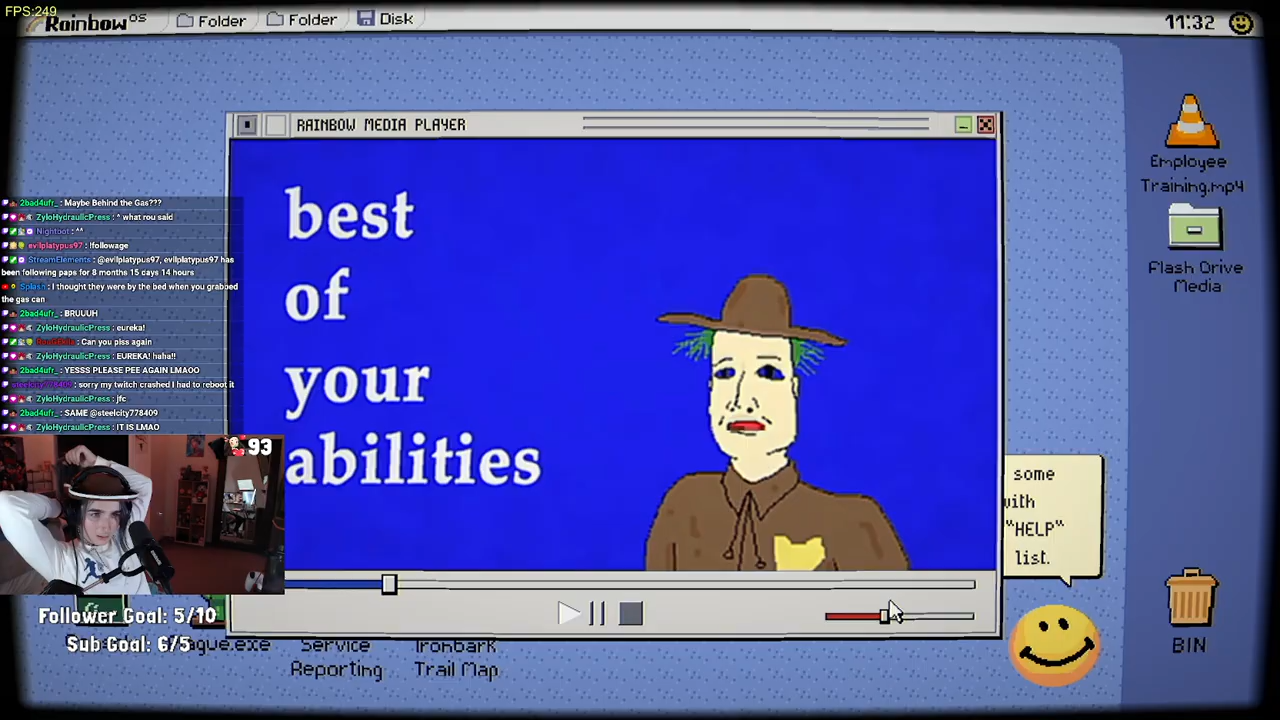 FPS:249
Rainbow OS
Folder
Folder
Disk
11:32
RAINBOW MEDIA PLAYER
best
of
your
abilities
Employee
Training.mp4
Flash Drive
Media
2bad4ufr_ : Maybe Behind the Gas???
ZyloHydraulicPress : ^ what rou said
Nightbot : ^^
evilplatypus97 : !followage
StreamElements : @evilplatypus97, evilplatypus97 has
been following paps for 8 months 15 days 14 hours
Splash : I thought they were by the bed when you grabbed
the gas can
2bad4ufr_ : BRUUUH
ZyloHydraulicPress : eureka!
: Can you piss again
ZyloHydraulicPress : EUREKA! haha!!
2bad4ufr_ : YESSS PLEASE PEE AGAIN LMAOO
steelcity778409 : sorry my twitch crashed I had to reboot it
ZyloHydraulicPress : jfc
2bad4ufr_ : SAME @steelcity778409
ZyloHydraulicPress : IT IS LMAO
93
some
with
"HELP"
list.
Follower Goal: 5/10
Sub Goal: 6/5
ague.exe
Service
Reporting
Ironbark
Trail Map
BIN